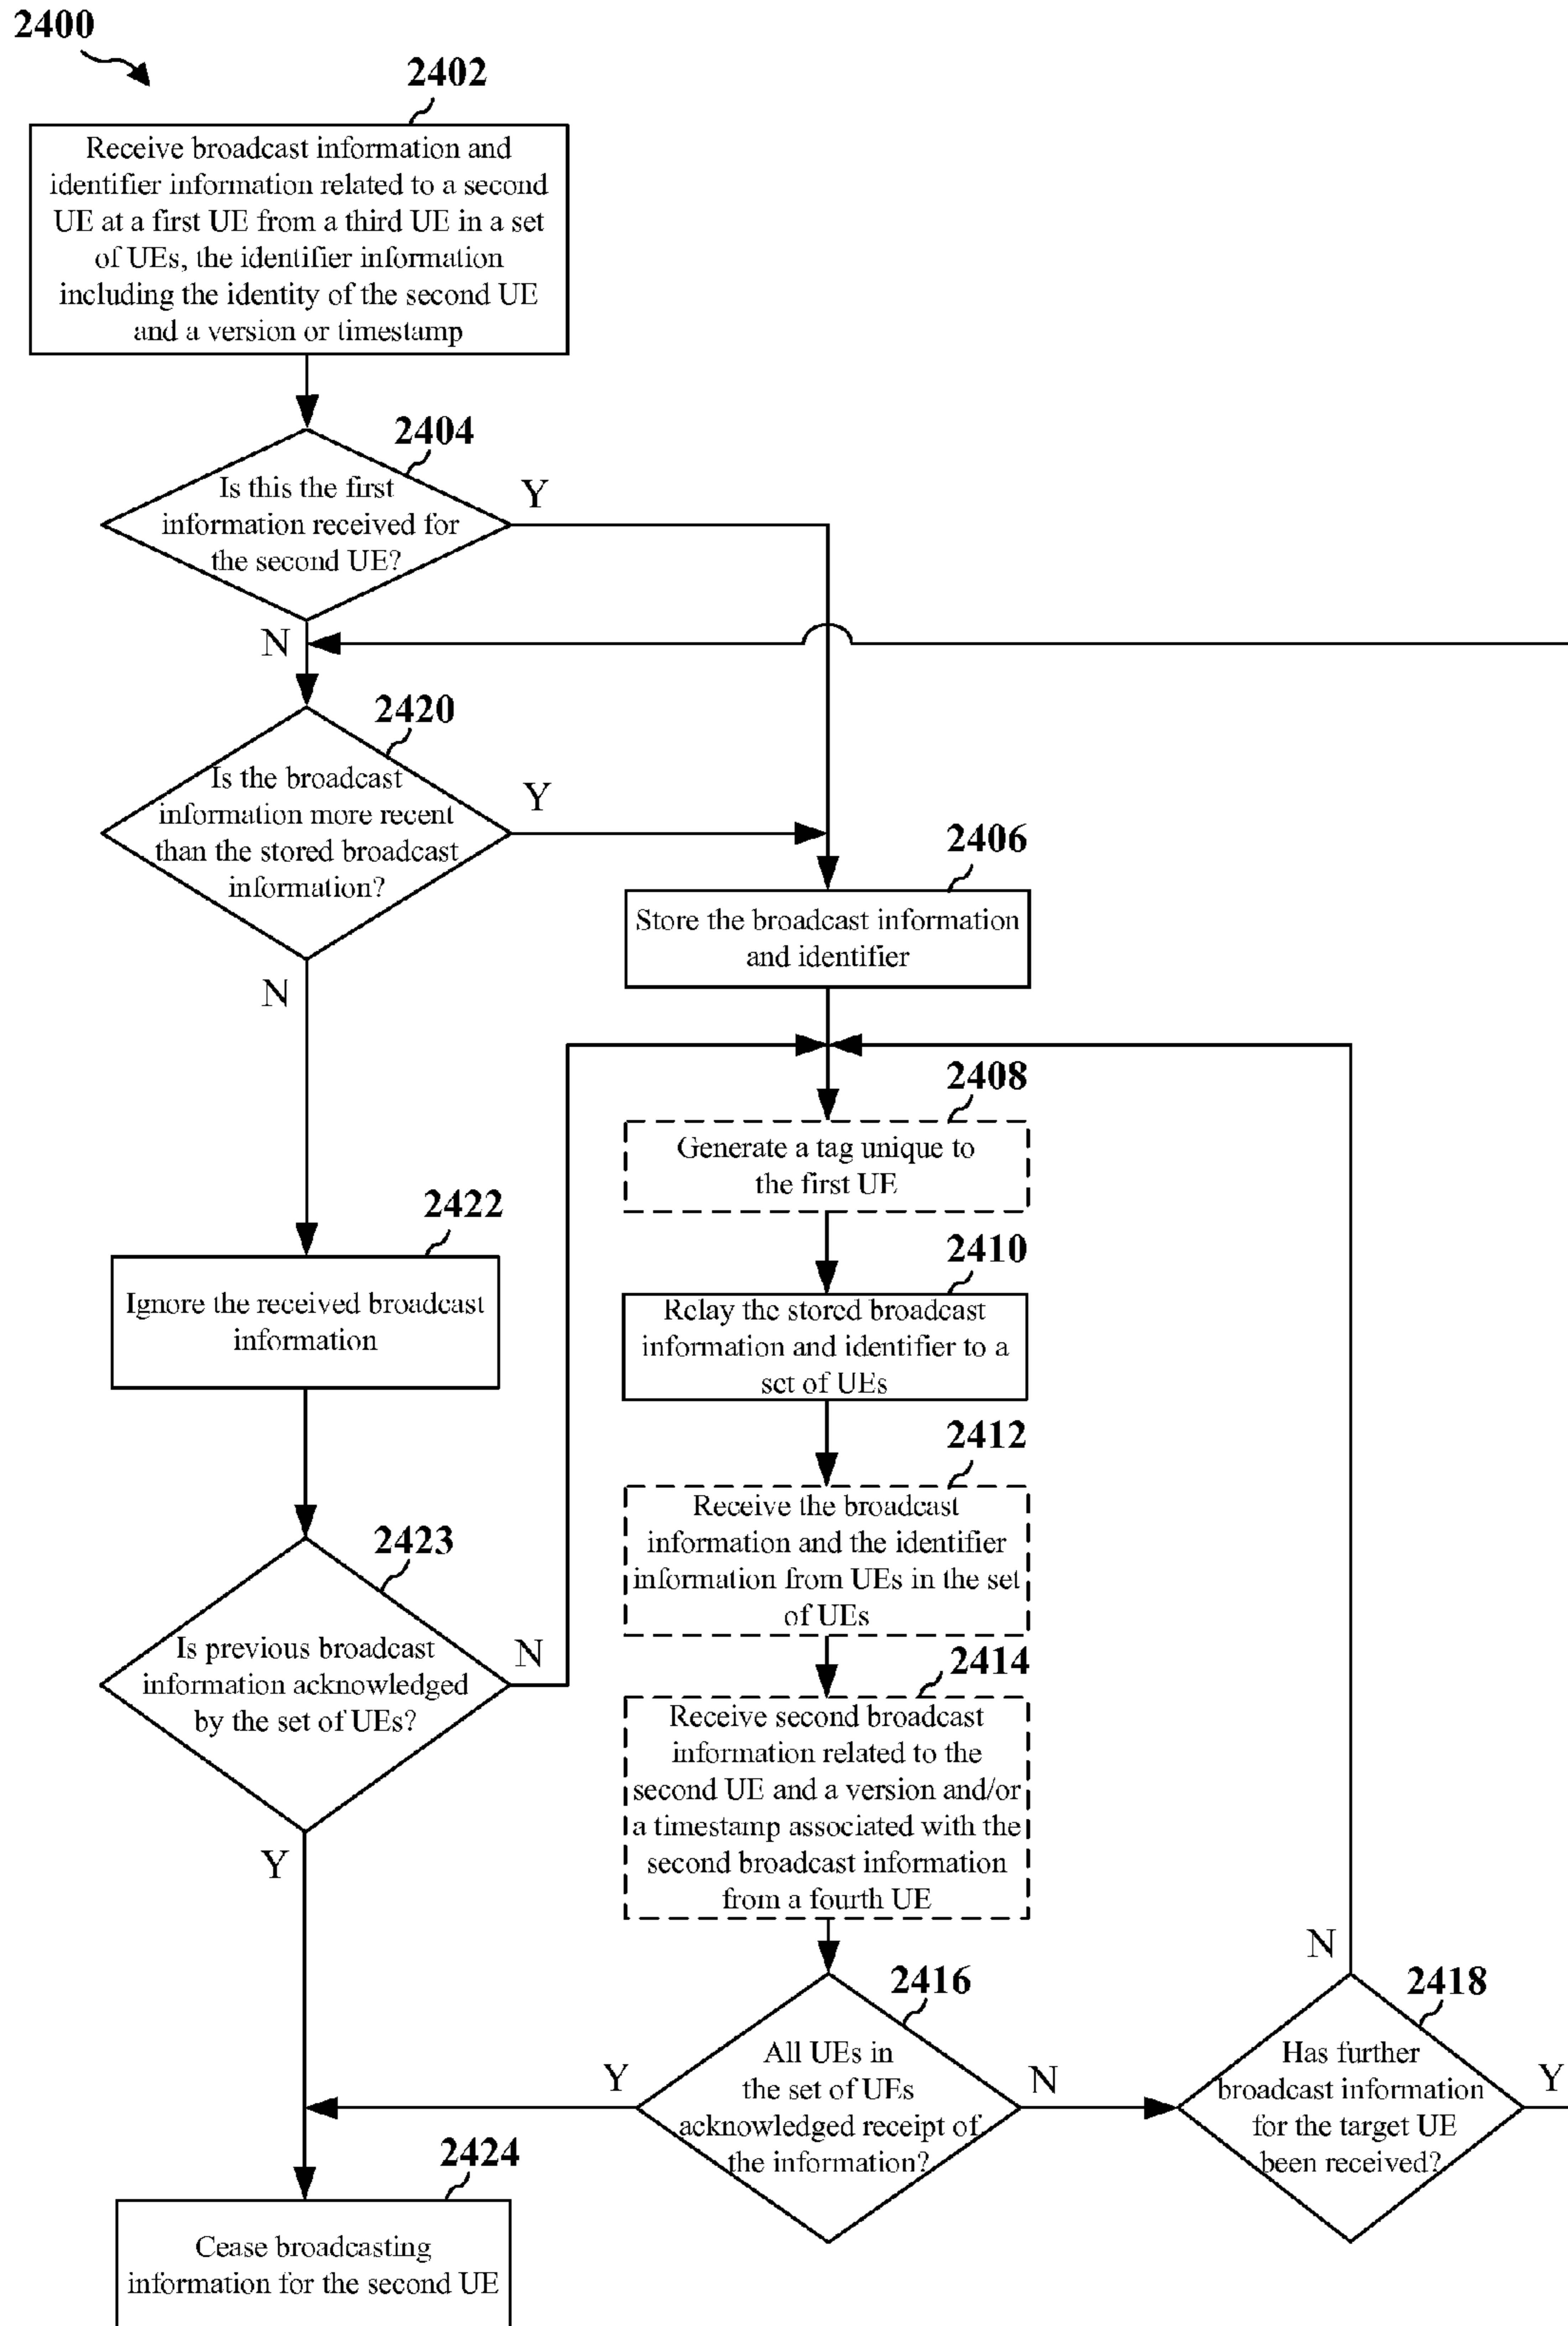 2400
2402
Receive broadcast information and
identifier information related to a second
UE at a first UE from a third UE in a set
of UEs, the identifier information
including the identity of the second UE
and a version or timestamp
2404
Is this the first
information received for
the second UE?
Y
N
2420
Is the broadcast
information more recent
than the stored broadcast
information?
Y
N
2406
Store the broadcast information
and identifier
2408
Generate a tag unique to
the first UE
2422
Ignore the received broadcast
information
2410
Relay the stored broadcast
information and identifier to a
set of UEs
2412
Receive the broadcast
information and the identifier
information from UEs in the set
of UEs
2423
Is previous broadcast
information acknowledged
by the set of UEs?
N
Y
2414
Receive second broadcast
information related to the
second UE and a version and/or
a timestamp associated with the
second broadcast information
from a fourth UE
2416
All UEs in
the set of UEs
acknowledged receipt of
the information?
Y
N
2418
Has further
broadcast information
for the target UE
been received?
N
Y
2424
Cease broadcasting
information for the second UE